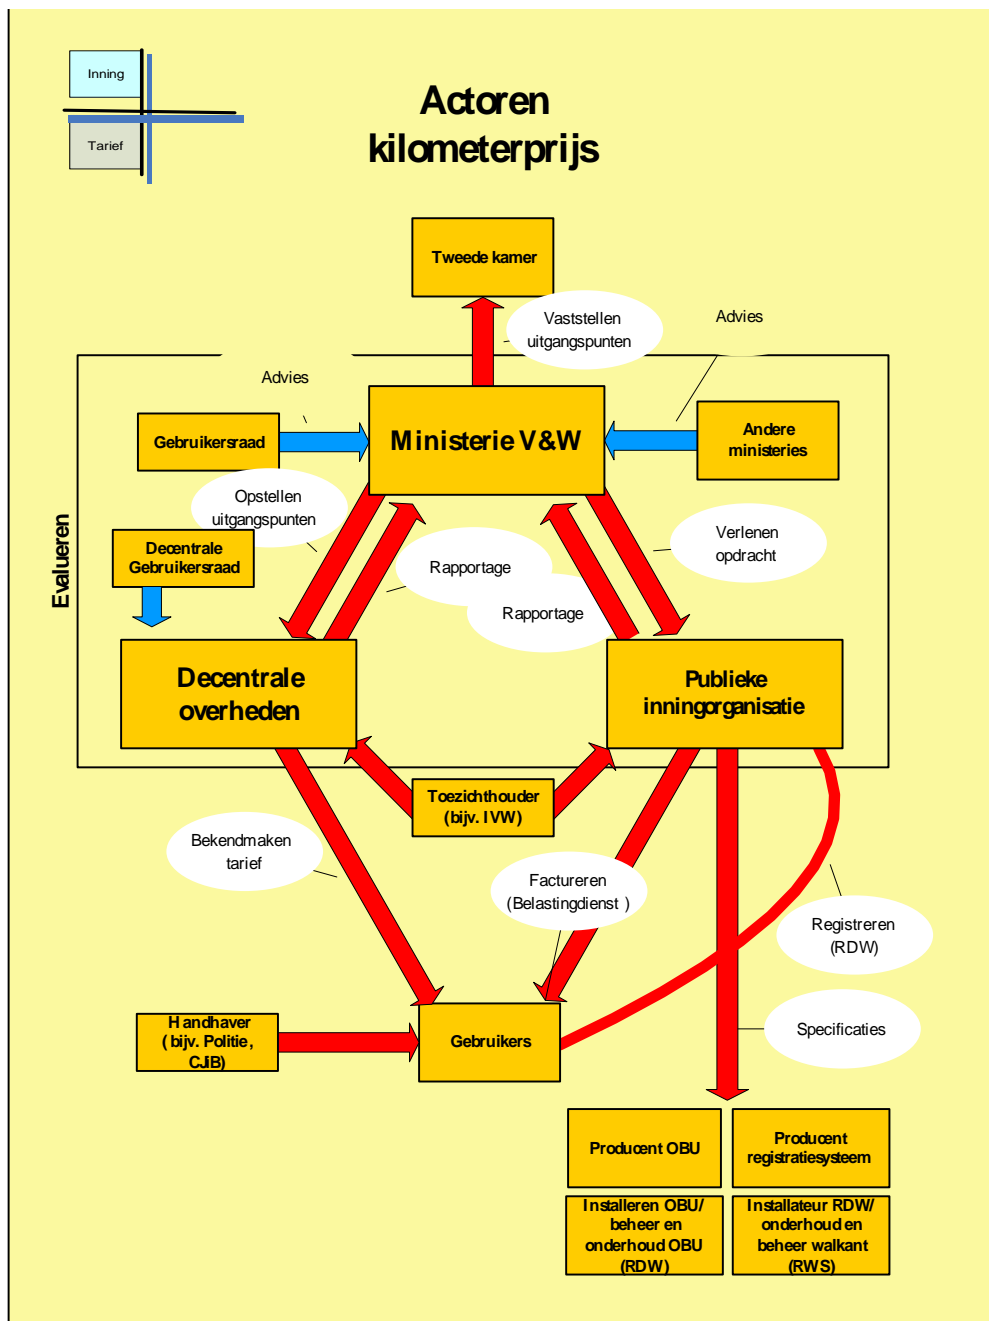 Inning
Tarief
Actoren
kilometerprijs
Tweede kamer
Vaststellen
uitgangspunten
Advies
Advies
Gebruikersraad
Ministerie V&W
Andere
ministeries
Opstellen
uitgangspunten
Verlenen
opdracht
Decentrale
Gebruikersraad
Rapportage
Rapportage
Evalueren
Decentrale
overheden
Publieke
inningorganisatie
Toezichthouder
(bijv. IVW)
Bekendmaken
tarief
Factureren
(Belastingdienst )
Registreren
(RDW)
Handhaver
( bijv. Politie,
CJiB)
Gebruikers
Specificaties
Producent OBU
Producent
registratiesysteem
Installeren OBU/
beheer en
onderhoud OBU
(RDW)
Installateur RDW/
onderhoud en
beheer walkant
(RWS)